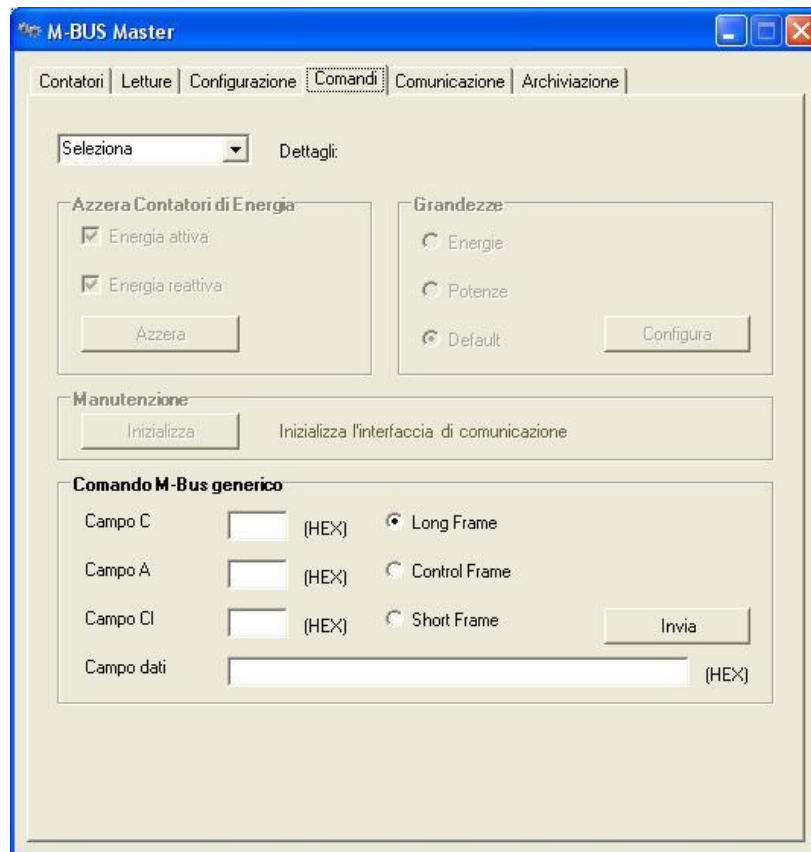 M-BUS Master
Contatori Letture Configurazione Comandi Comunicazione Archiviazione
Seleziona Dettagli:
Azzera Contatori di Energia Grandezze
Energia attiva Energie
Energia reattiva Potenze
Azzera Default Configura
Manutenzione
Inizializza Inizializza l'interfaccia di comunicazione
Comando M-Bus generico
Campo C (HEX) Long Frame
Campo A (HEX) Control Frame
Campo CI (HEX) Short Frame Invia
Campo dati (HEX)